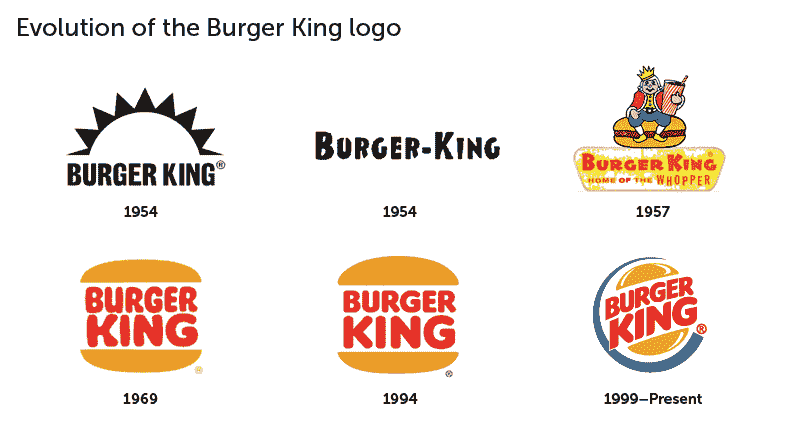 Evolution of the Burger King logo
BURGER KING®
1954
BURGER-KING
1954
BURGER KING®
HOME OF THE WHOPPER
1957
BURGER
KING
®
1969
BURGER
KING
®
1994
BURGER
KING®
1999–Present